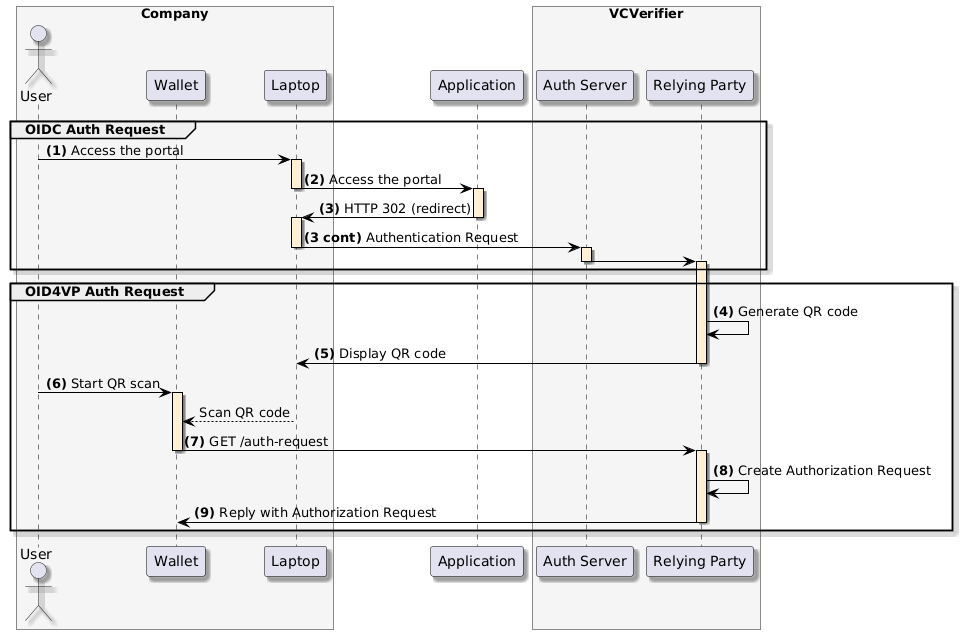 Company
VCVerifier
User
Wallet
Laptop
Application
Auth Server
Relying Party
OIDC Auth Request
(1) Access the portal
(2) Access the portal
(3) HTTP 302 (redirect)
(3 cont) Authentication Request
OID4VP Auth Request
(4) Generate QR code
(5) Display QR code
(6) Start QR scan
Scan QR code
(7) GET /auth-request
(8) Create Authorization Request
(9) Reply with Authorization Request
User
Wallet
Laptop
Application
Auth Server
Relying Party